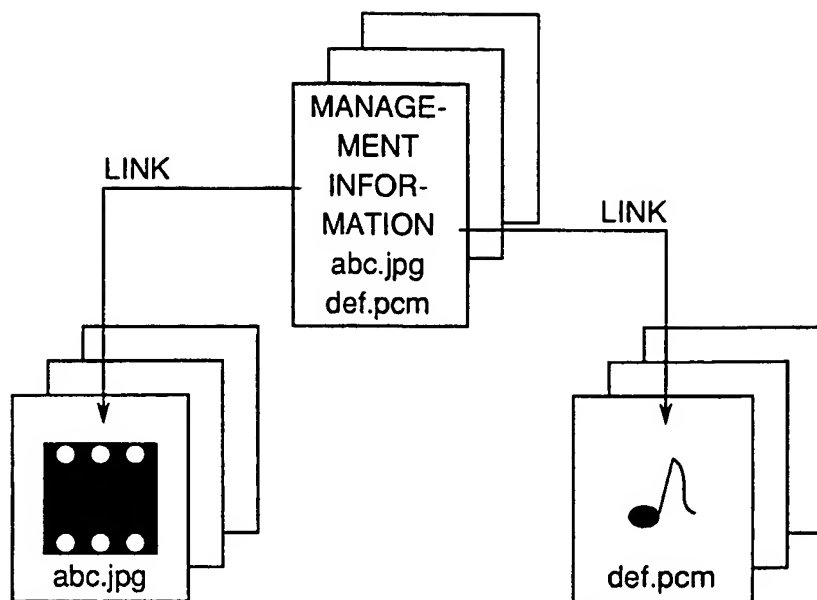 MANAGE-
MENT
INFOR-
MATION
abc.jpg
def.pcm
LINK
LINK
abc.jpg
def.pcm